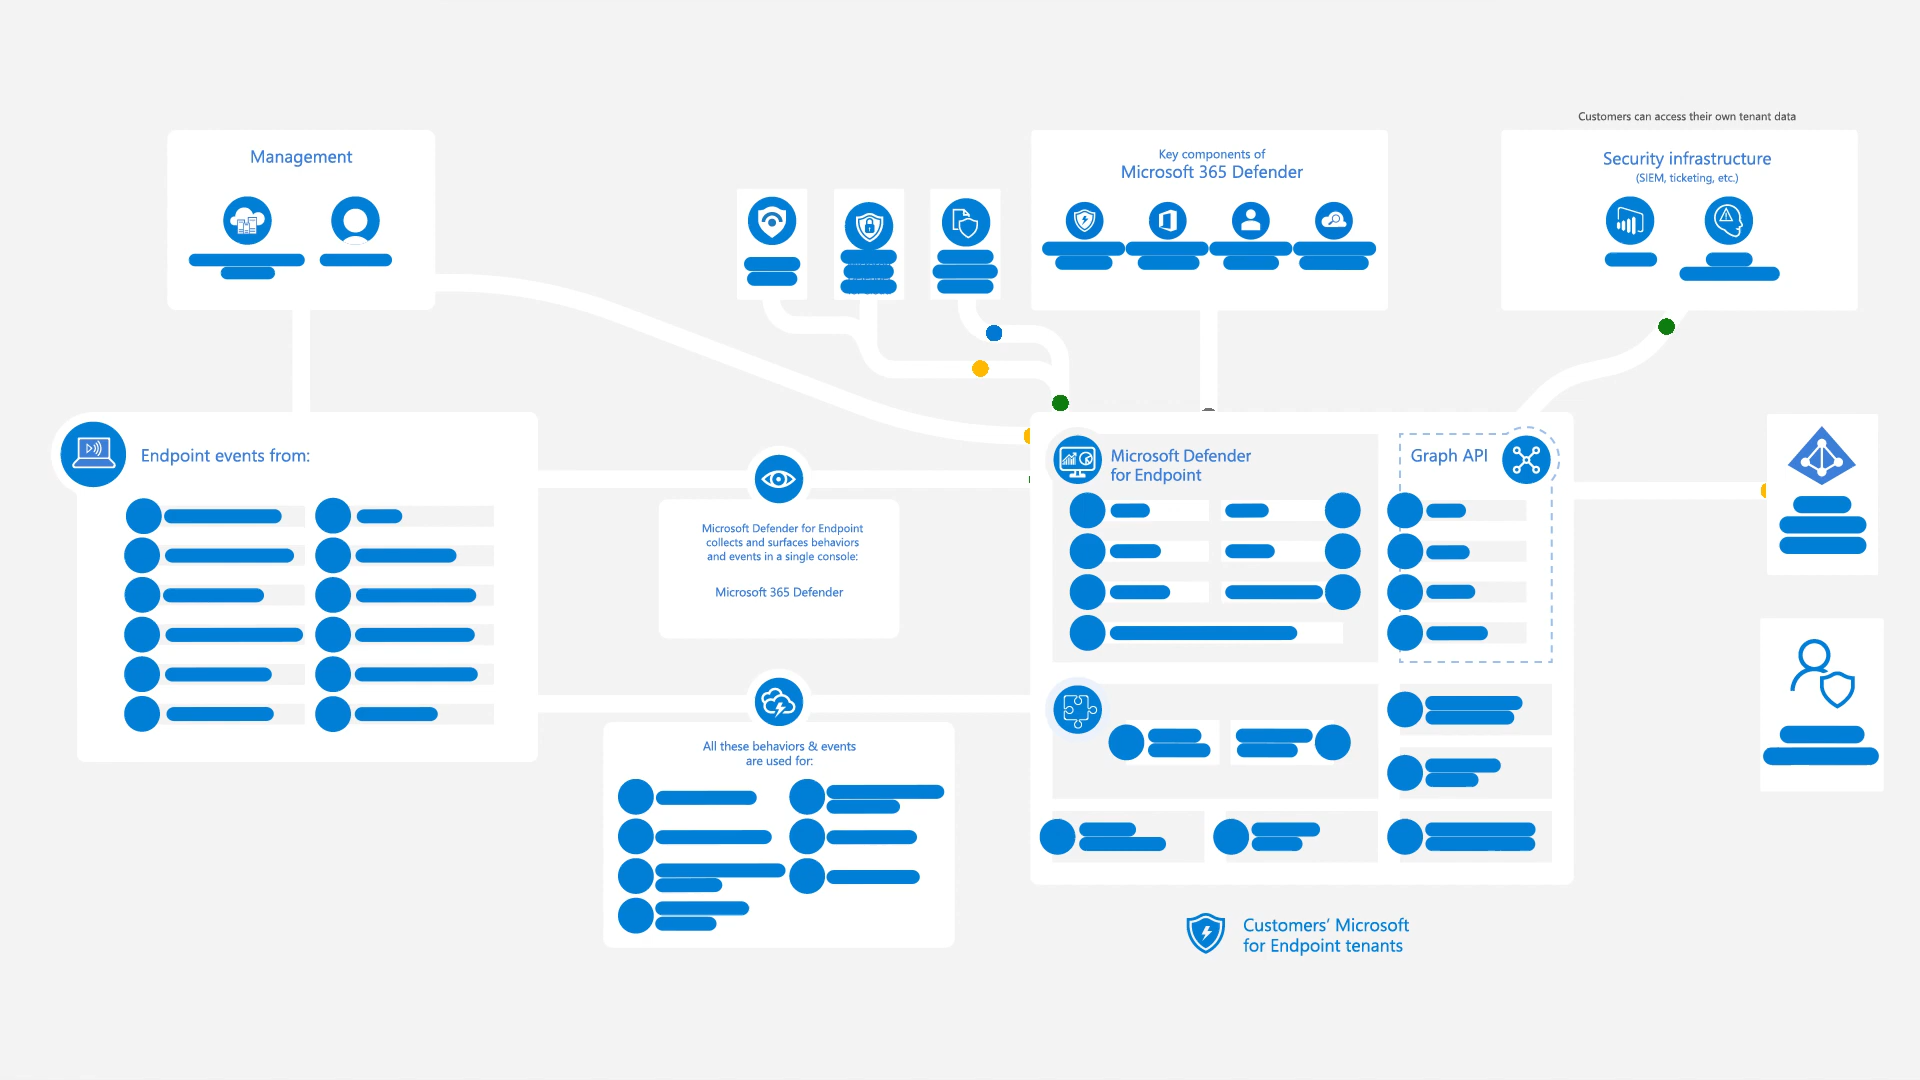 Customers can access their own tenant data
Management
Key components of
Microsoft 365 Defender
Security infrastructure
(SIEM, ticketing, etc.)
Endpoint events from:
Microsoft Defender for Endpoint
collects and surfaces behaviors
and events in a single console:
Microsoft 365 Defender
Microsoft Defender
for Endpoint
Graph API
All these behaviors & events
are used for:
Customers’ Microsoft
for Endpoint tenants